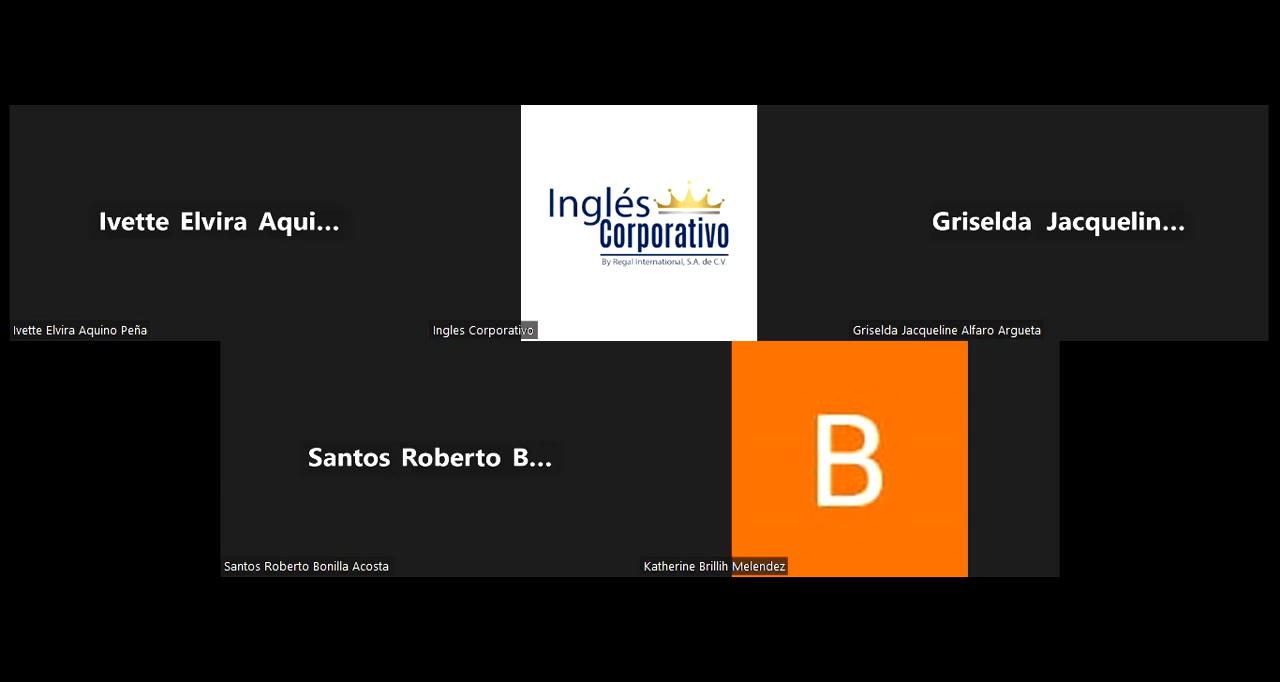 Ivette Elvira Aqui...
Inglés
Corporativo
By Regal International, S.A. de C.V.
Griselda Jacquelin...
Ivette Elvira Aquino Peña
Ingles Corporativo
Griselda Jacqueline Alfaro Argueta
Santos Roberto B...
B
Santos Roberto Bonilla Acosta
Katherine Brillih Melendez